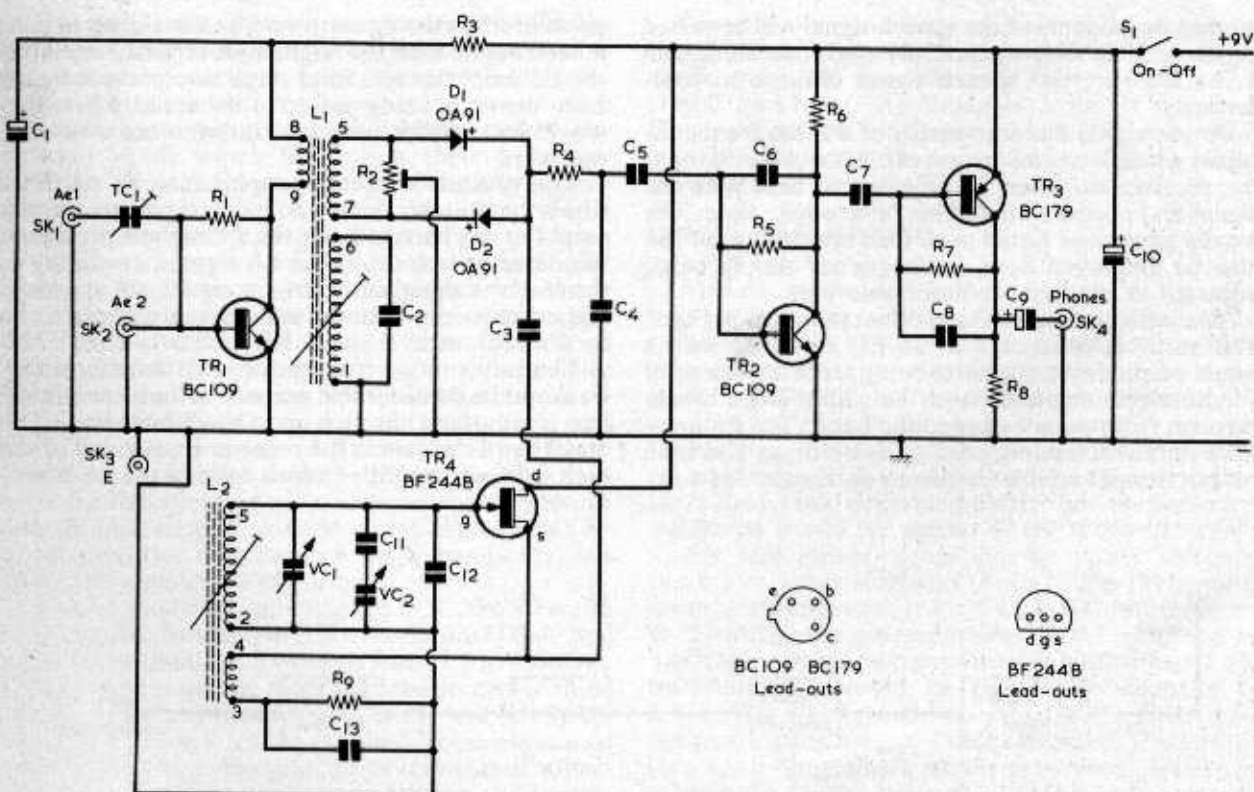 R3
S1
+9V
On-Off
D1
OA91
L1
8
5
R6
C1
R2
R4
C5
C6
C7
Ae1
TC1
R1
9
7
TR3
BC179
SK1
D2
OA91
R5
R7
C10
6
Ae2
SK2
C2
C3
C4
C9
Phones
SK4
C8
TR1
BC109
TR2
BC109
R8
SK3
E
TR4
BF244B
d
g
s
L2
5
VC1
C11
C12
VC2
2
4
3
R9
C13
e
b
c
BC109 BC179
Lead-outs
d g s
BF244B
Lead-outs